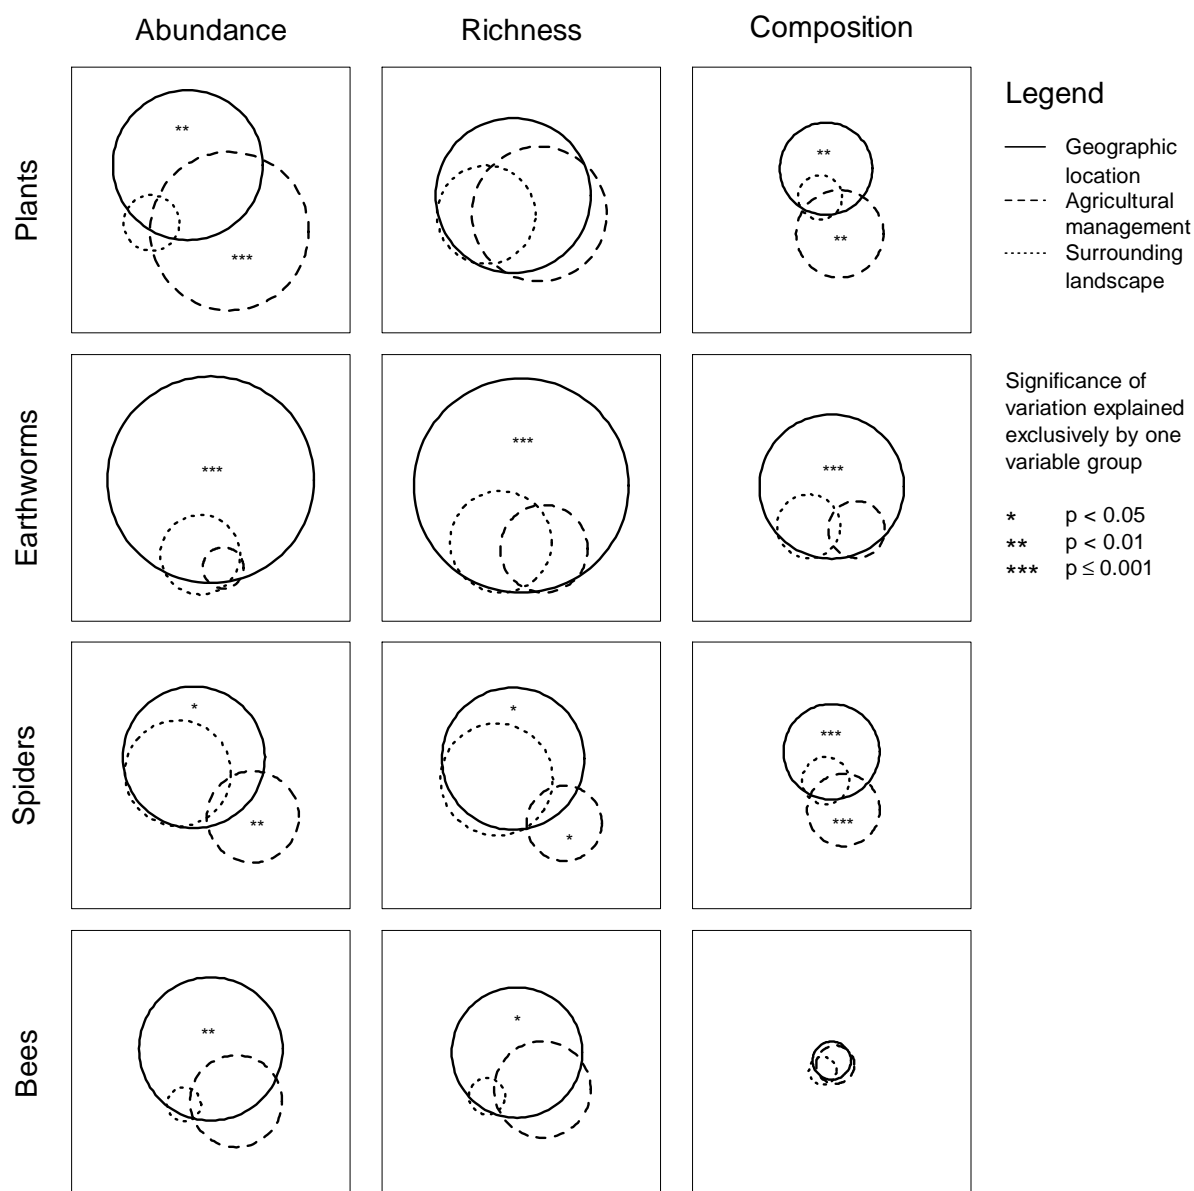 Abundance
Richness
Composition
Plants
**
***
**
**
Legend
Geographic
location
Agricultural
management
Surrounding
landscape
Earthworms
***
***
***
Significance of
variation explained
exclusively by one
variable group
* p < 0.05
** p < 0.01
*** p ≤ 0.001
Spiders
*
**
*
*
***
***
Bees
**
*